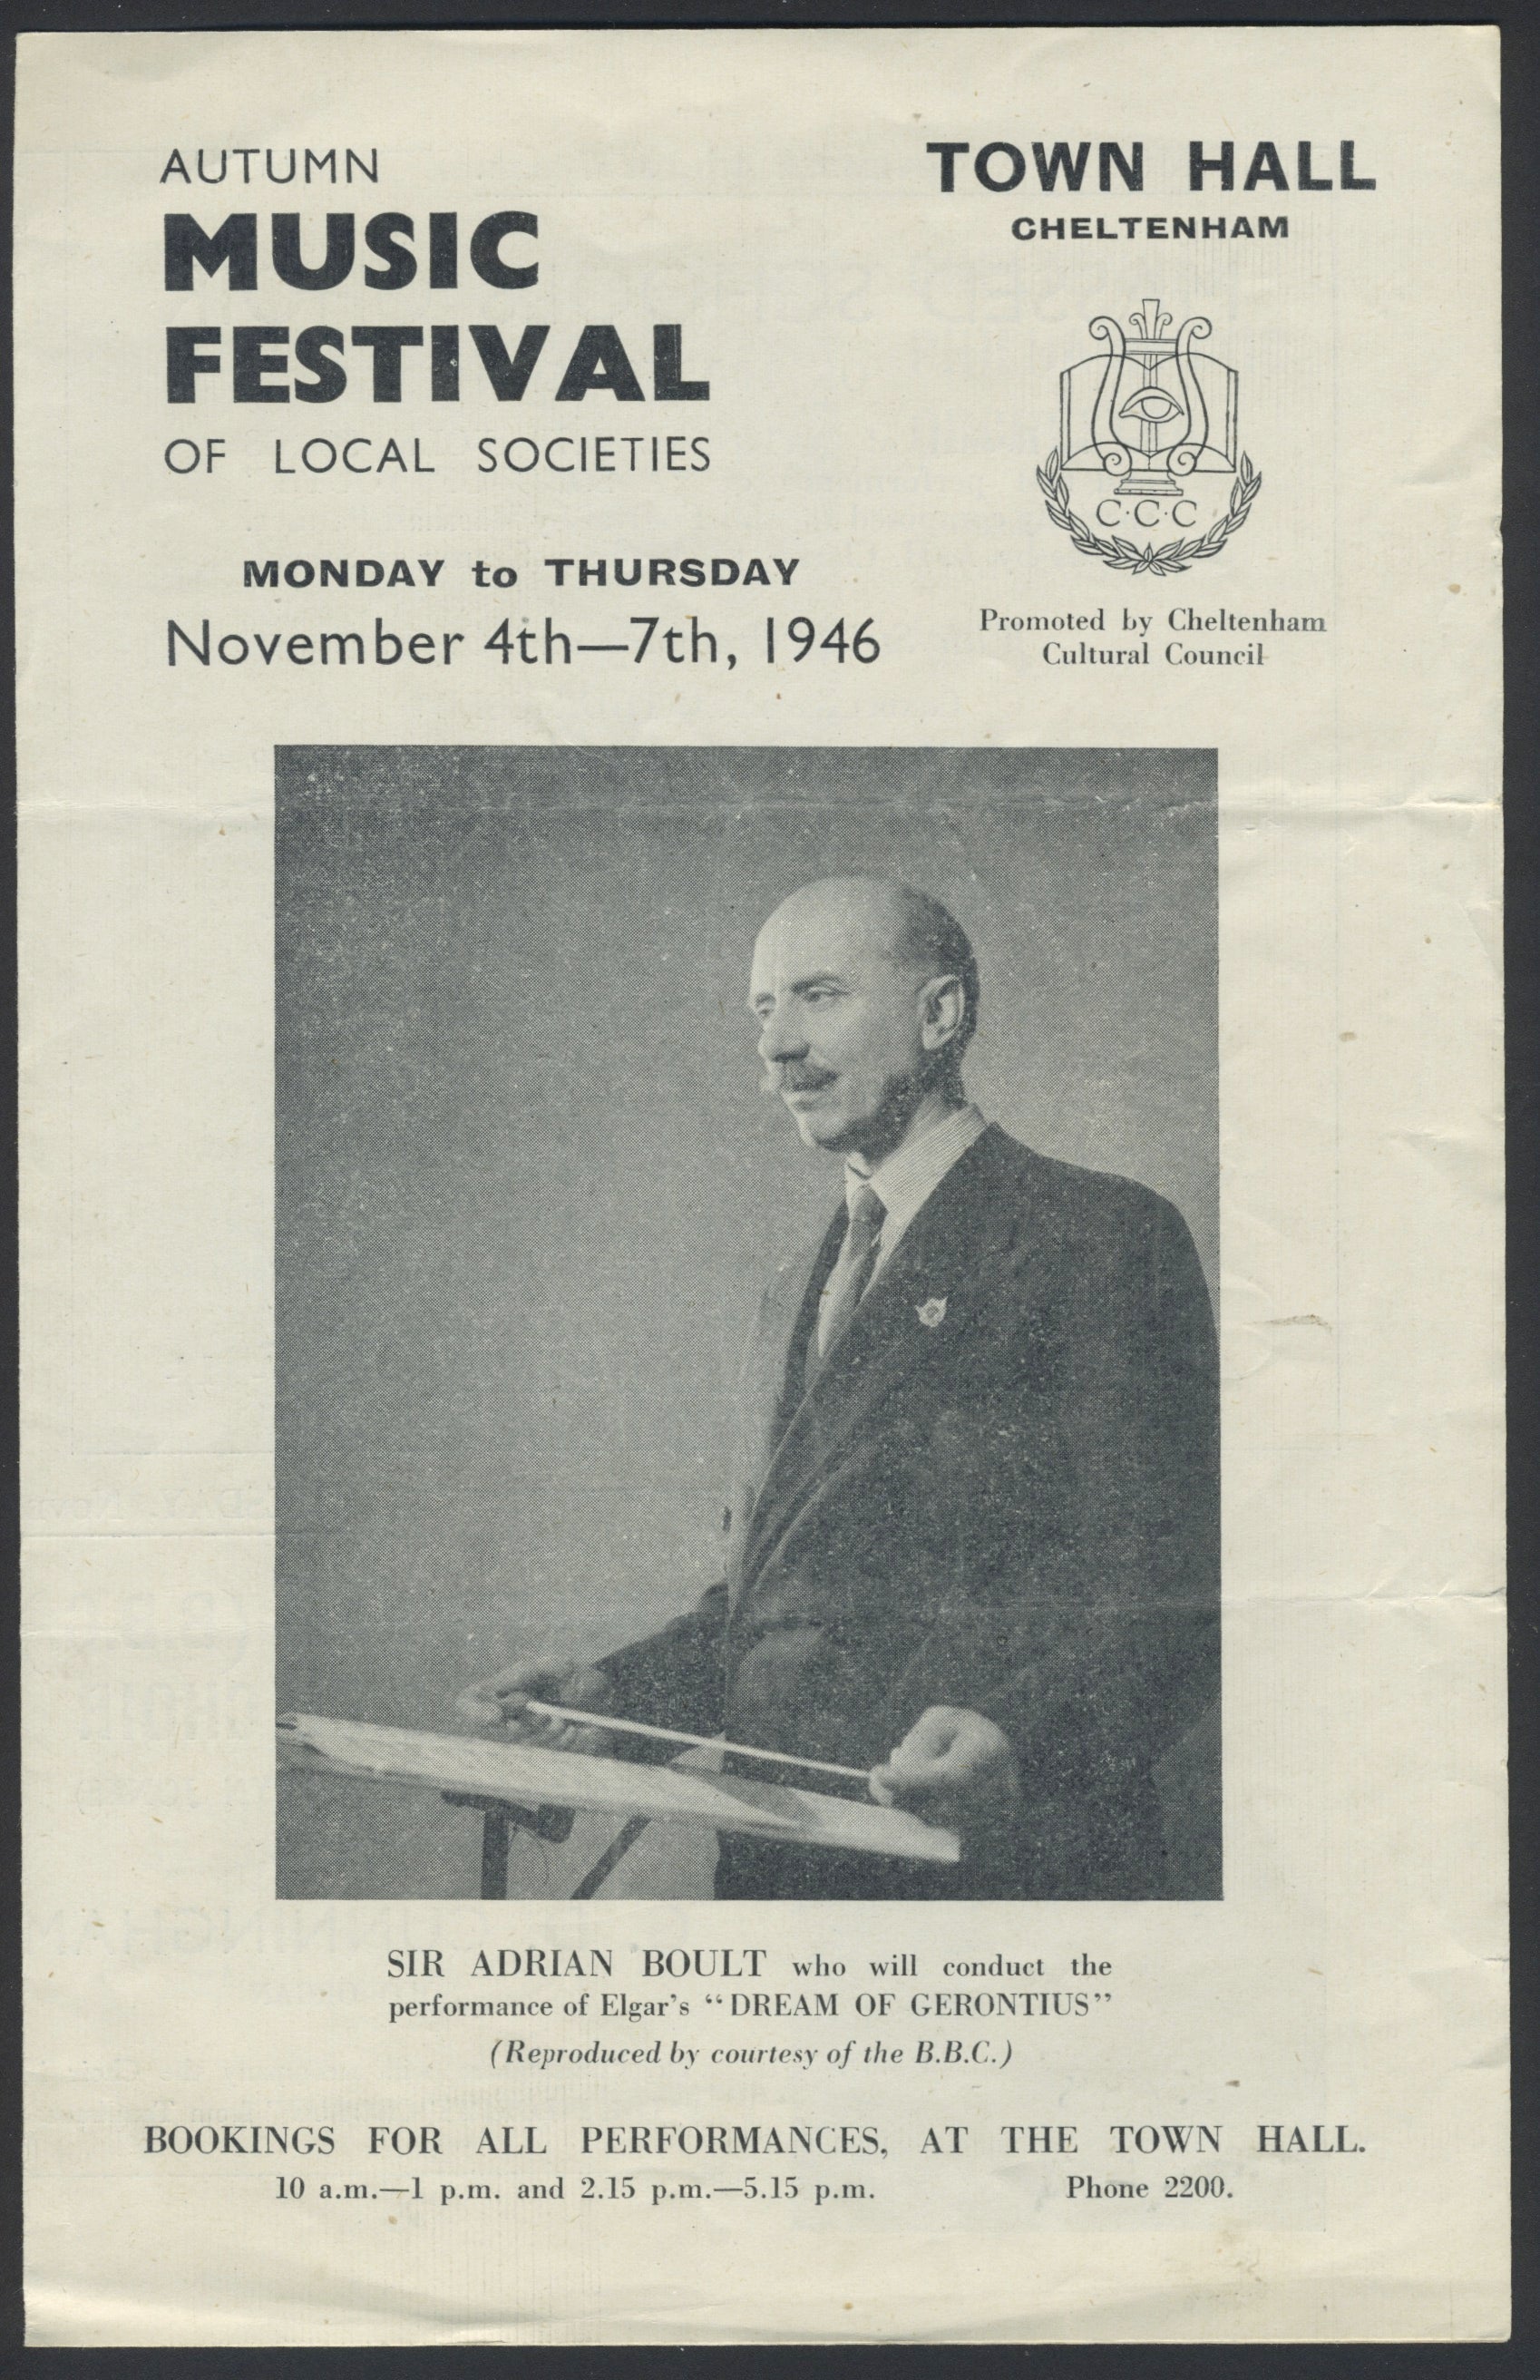 AUTUMN
MUSIC
FESTIVAL
OF LOCAL SOCIETIES
MONDAY to THURSDAY
November 4th—7th, 1946
TOWN HALL
CHELTENHAM
C·C·C
Promoted by Cheltenham
Cultural Council
SIR ADRIAN BOULT who will conduct the
performance of Elgar's “DREAM OF GERONTIUS”
(Reproduced by courtesy of the B.B.C.)
BOOKINGS FOR ALL PERFORMANCES, AT THE TOWN HALL.
10 a.m.—1 p.m. and 2.15 p.m.—5.15 p.m. Phone 2200.